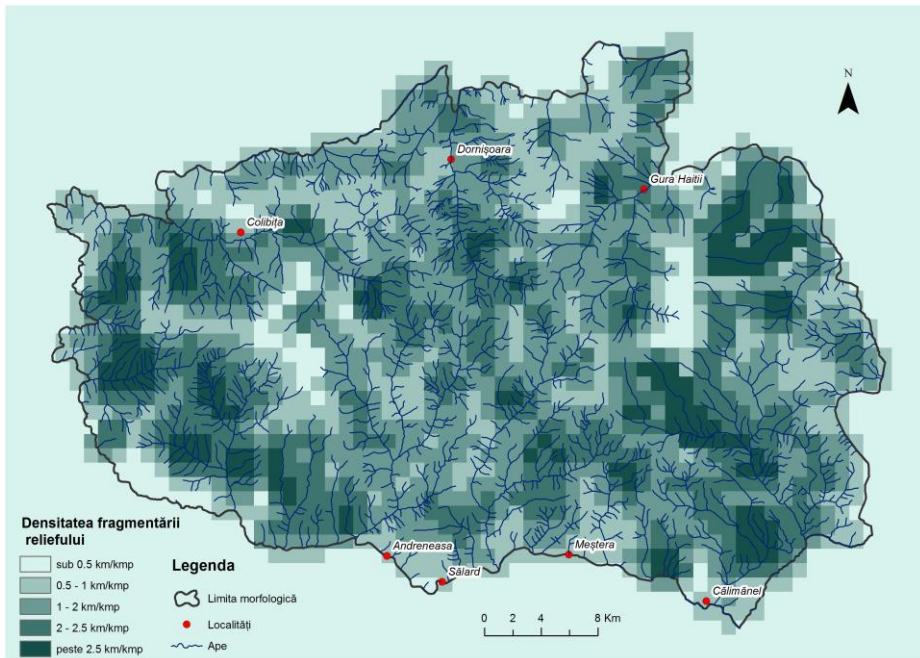 N
Dornișoara
Gura Haitii
Colibița
Andreneasa
Sălard
Meștera
Călimănel
Densitatea fragmentării
reliefului
sub 0.5 km/kmp
0.5 - 1 km/kmp
1 - 2 km/kmp
2 - 2.5 km/kmp
peste 2.5 km/kmp
Legenda
Limita morfologică
Localități
Ape
0 2 4 8 Km